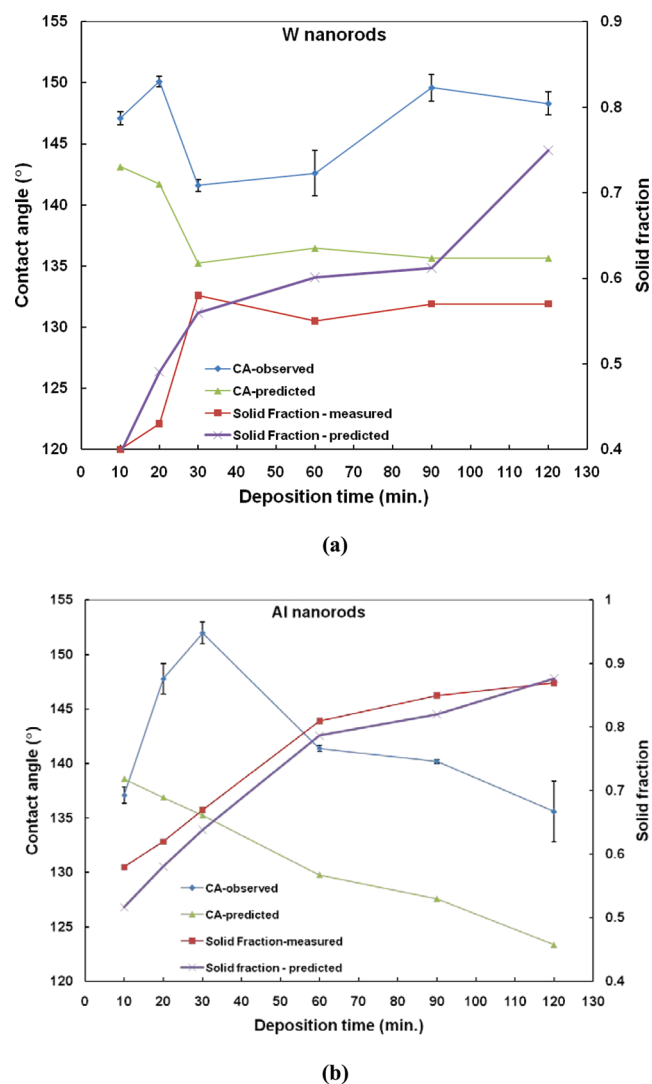 W nanorods
155
150
145
140
135
130
125
120
Contact angle (°)
0.9
0.8
0.7
0.6
0.5
0.4
Solid fraction
CA-observed
CA-predicted
Solid Fraction - measured
Solid Fraction - predicted
0 10 20 30 40 50 60 70 80 90 100 110 120 130
Deposition time (min.)
(a)
Al nanorods
155
150
145
140
135
130
125
120
Contact angle (°)
1
0.9
0.8
0.7
0.6
0.5
0.4
Solid fraction
CA-observed
CA-predicted
Solid Fraction-measured
Solid fraction - predicted
0 10 20 30 40 50 60 70 80 90 100 110 120 130
Deposition time (min.)
(b)